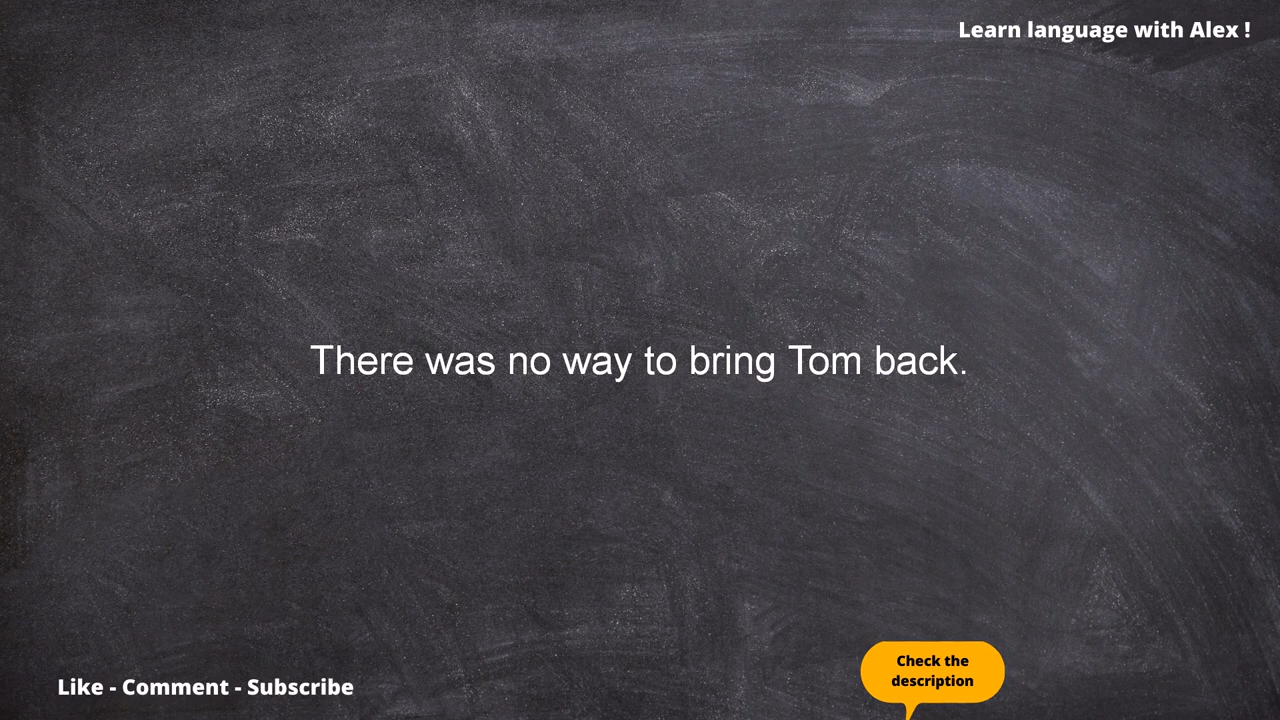 Learn language with Alex !
There was no way to bring Tom back.
Check the
description
Like - Comment - Subscribe